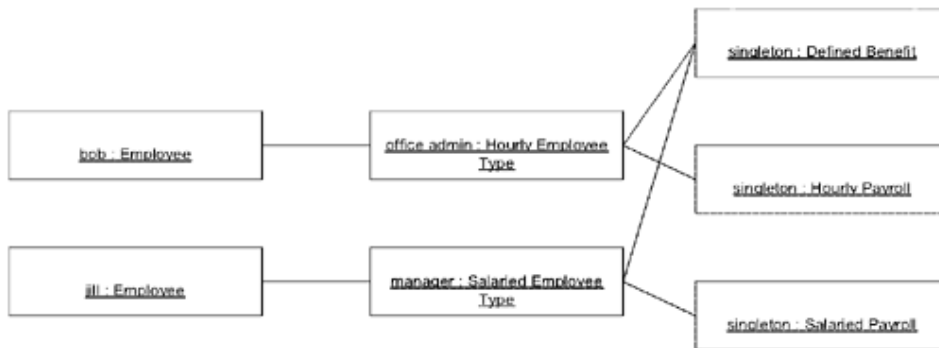 singleton : Defined Benefit
bob : Employee
office admin : Hourly Employee
Type
singleton : Hourly Payroll
jill : Employee
manager : Salaried Employee
Type
singleton : Salaried Payroll